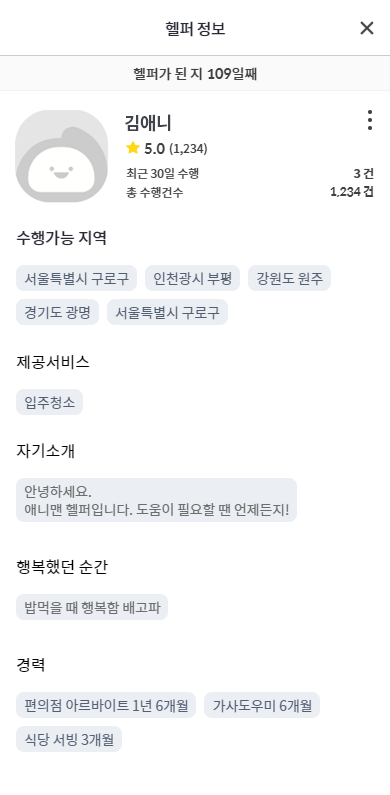 헬퍼 정보
헬퍼가 된 지 109일째
김애니
5.0 (1,234)
최근 30일 수행 3 건
총 수행건수 1,234 건
수행가능 지역
서울특별시 구로구 인천광시 부평 강원도 원주
경기도 광명 서울특별시 구로구
제공서비스
입주청소
자기소개
안녕하세요.
애니맨 헬퍼입니다. 도움이 필요할 땐 언제든지!
행복했던 순간
밥먹을 때 행복함 배고파
경력
편의점 아르바이트 1년 6개월 가사도우미 6개월
식당 서빙 3개월